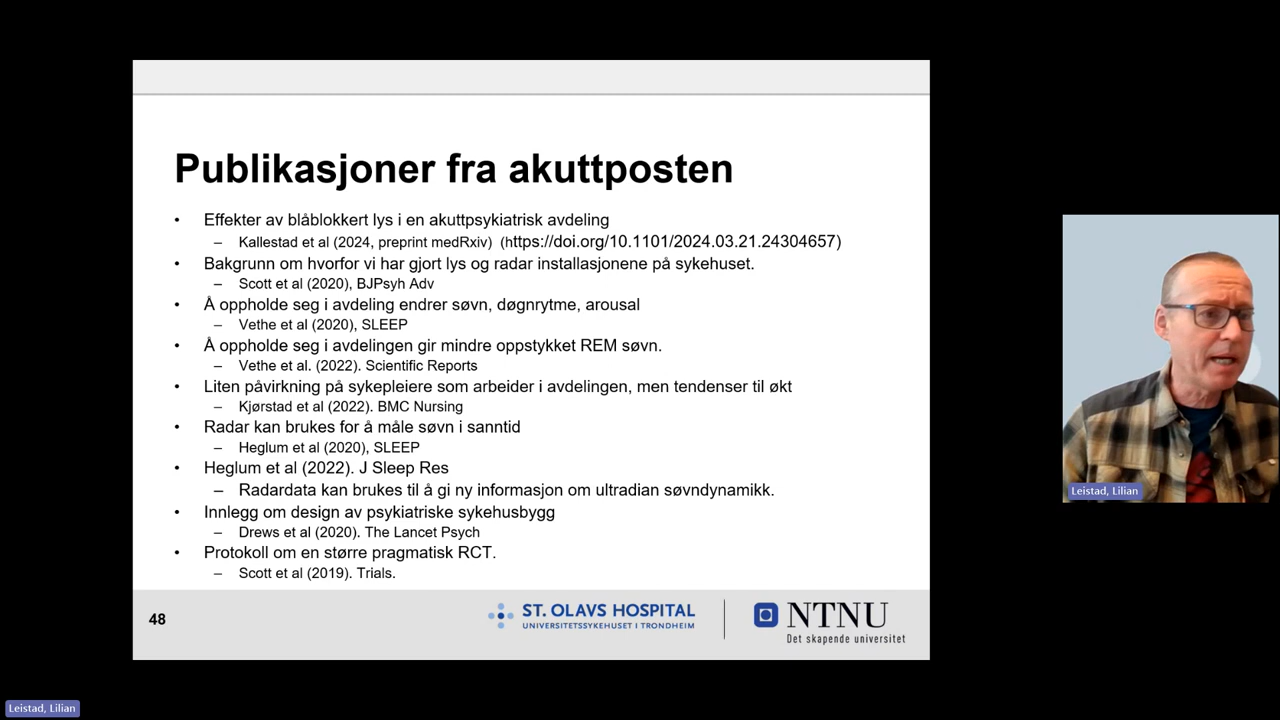 Publikasjoner fra akuttposten
• Effekter av blåblokkert lys i en akuttpsykiatrisk avdeling
– Kallestad et al (2024, preprint medRxiv) (https://doi.org/10.1101/2024.03.21.24304657)
• Bakgrunn om hvorfor vi har gjort lys og radar installasjonene på sykehuset.
– Scott et al (2020), BJPsyh Adv
• Å oppholde seg i avdeling endrer søvn, døgnrytme, arousal
– Vethe et al (2020), SLEEP
• Å oppholde seg i avdelingen gir mindre oppstykket REM søvn.
– Vethe et al. (2022). Scientific Reports
• Liten påvirkning på sykepleiere som arbeider i avdelingen, men tendenser til økt
– Kjørstad et al (2022). BMC Nursing
• Radar kan brukes for å måle søvn i sanntid
– Heglum et al (2020), SLEEP
• Heglum et al (2022). J Sleep Res
– Radardata kan brukes til å gi ny informasjon om ultradian søvndynamikk.
• Innlegg om design av psykiatriske sykehusbygg
– Drews et al (2020). The Lancet Psych
• Protokoll om en større pragmatisk RCT.
– Scott et al (2019). Trials.
48
ST. OLAVS HOSPITAL
UNIVERSITETSSYKEHUSET I TRONDHEIM
NTNU
Det skapende universitet
Leistad, Lilian
Leistad, Lilian